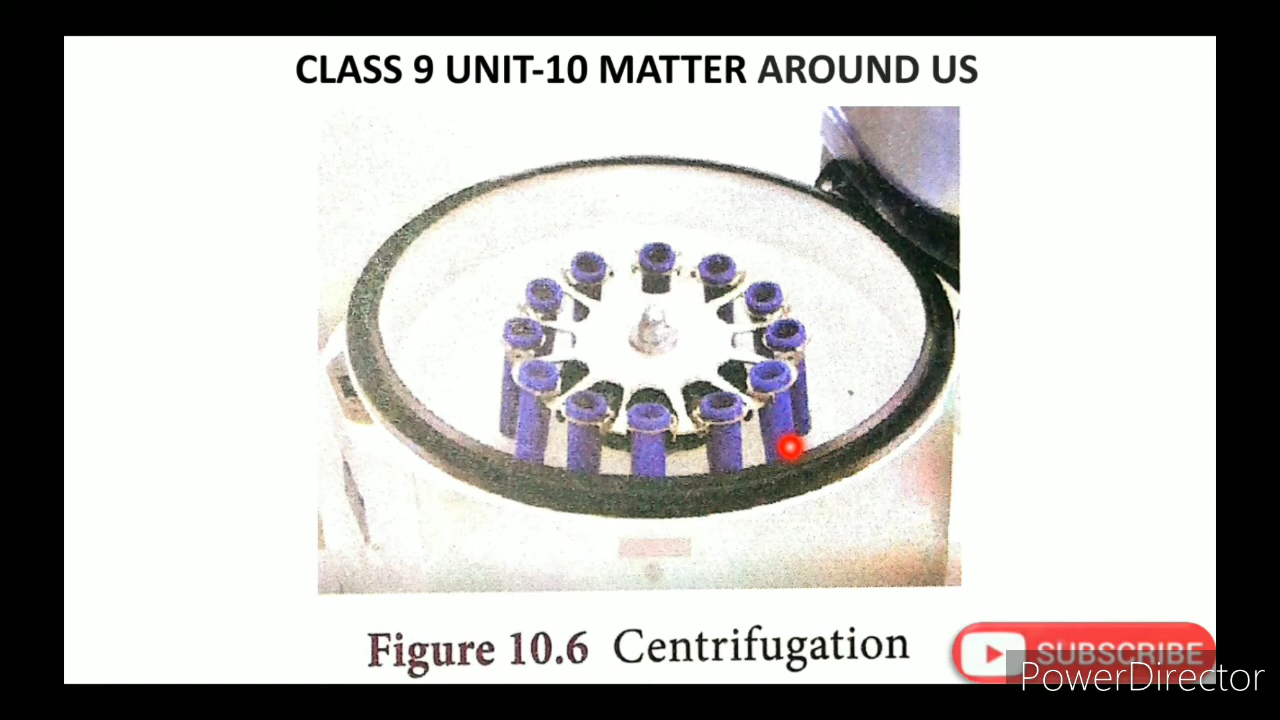 CLASS 9 UNIT-10 MATTER AROUND US
Figure 10.6 Centrifugation
SUBSCRIBE
PowerDirector